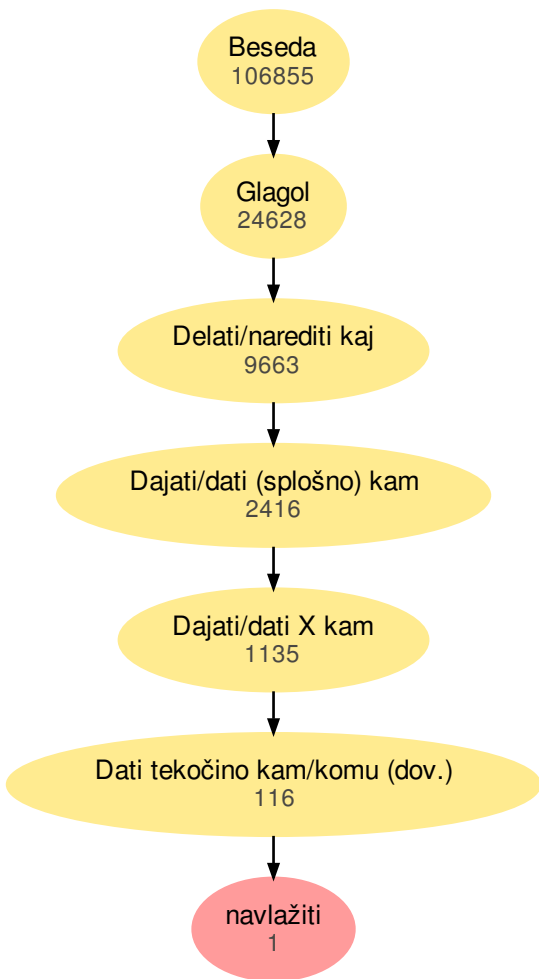 Beseda
106855
Glagol
24628
Delati/narediti kaj
9663
Dajati/dati (splošno) kam
2416
Dajati/dati X kam
1135
Dati tekočino kam/komu (dov.)
116
navlažiti
1